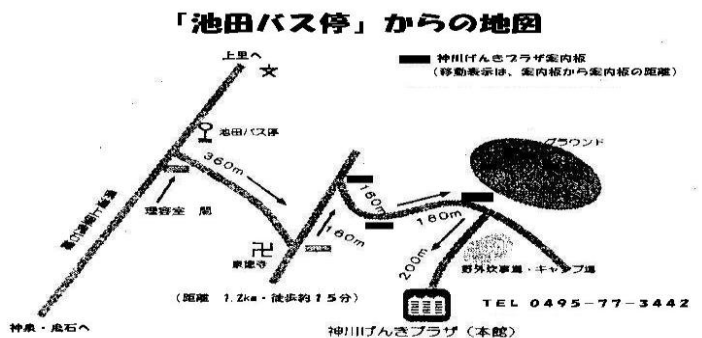 「池田バス停」からの地図
上里へ
神川げんきプラザ案内板
(移動表示は、案内板から案内板の距離)
池田バス停
グラウンド
360m
160m
理容室
180m
160m
200m
野外炊事場・キャンプ場
(距離 1.2km・徒歩約15分)
TEL 0495-77-3442
神泉・鬼石へ
神川げんきプラザ(本館)